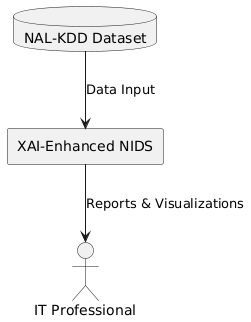 NAL-KDD Dataset
Data Input
XAI-Enhanced NIDS
Reports & Visualizations
IT Professional